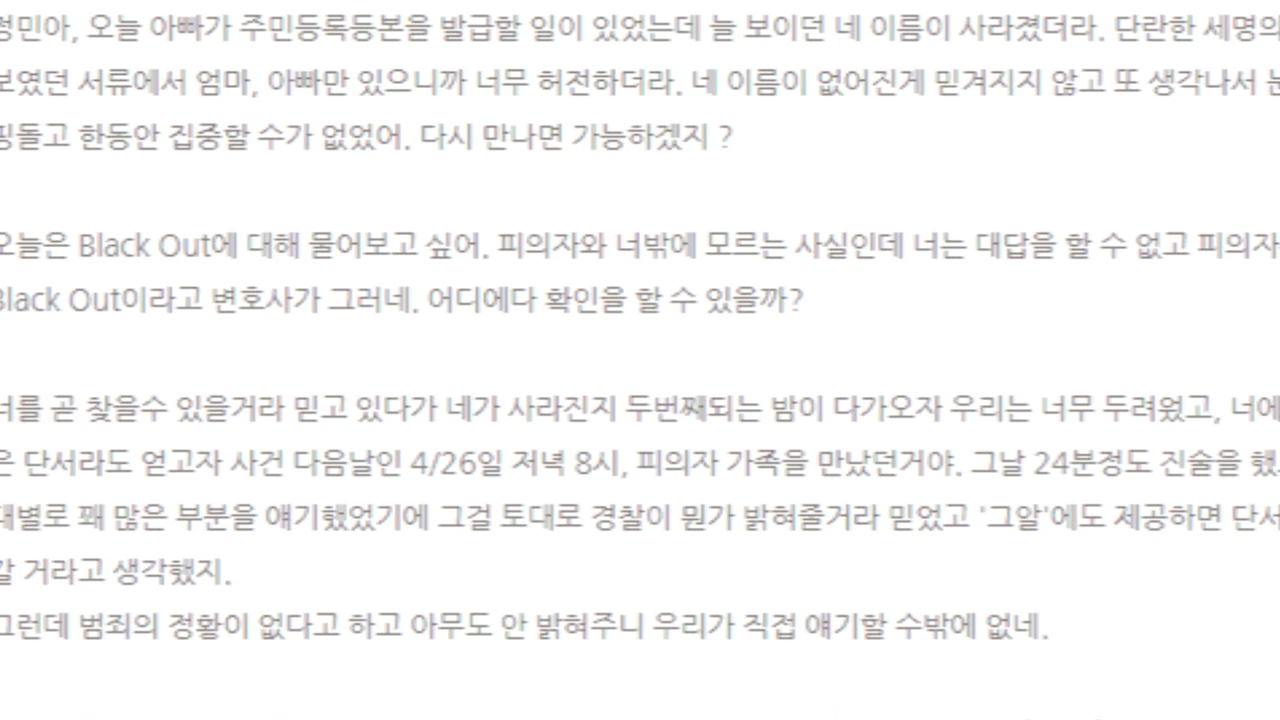 정민아, 오늘 아빠가 주민등록등본을 발급할 일이 있었는데 늘 보이던 네 이름이 사라졌더라. 단란한 세명의
보였던 서류에서 엄마, 아빠만 있으니까 너무 허전하더라. 네 이름이 없어진게 믿겨지지 않고 또 생각나서
핑돌고 한동안 집중할 수가 없었어. 다시 만나면 가능하겠지 ?
오늘은 Black Out에 대해 물어보고 싶어. 피의자와 너밖에 모르는 사실인데 너는 대답을 할 수 없고 피의자
Black Out이라고 변호사가 그러네. 어디에다 확인을 할 수 있을까?
너를 곧 찾을수 있을거라 믿고 있다가 네가 사라진지 두번째되는 밤이 다가오자 우리는 너무 두려웠고, 너에
은 단서라도 얻고자 사건 다음날인 4/26일 저녁 8시, 피의자 가족을 만났던거야. 그날 24분정도 진술을 했
대별로 꽤 많은 부분을 얘기했었기에 그걸 토대로 경찰이 뭔가 밝혀줄거라 믿었고 '그알'에도 제공하면 단서
갈 거라고 생각했지.
그런데 범죄의 정황이 없다고 하고 아무도 안 밝혀주니 우리가 직접 얘기할 수밖에 없네.